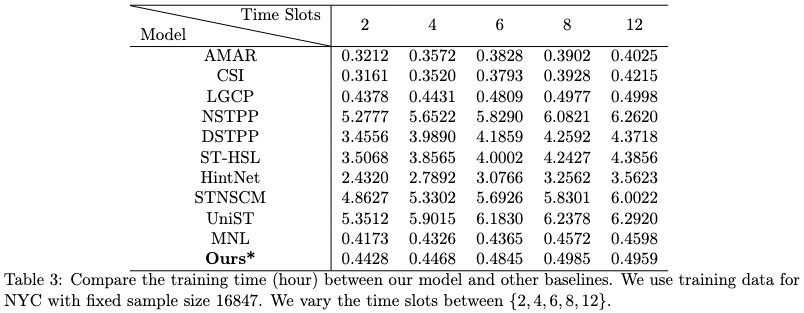 Time Slots
Model 2 4 6 8 12
AMAR 0.3212 0.3572 0.3828 0.3902 0.4025
CSI 0.3161 0.3520 0.3793 0.3928 0.4215
LGCP 0.4378 0.4431 0.4809 0.4977 0.4998
NSTPP 5.2777 5.6522 5.8290 6.0821 6.2620
DSTPP 3.4556 3.9890 4.1859 4.2592 4.3718
ST-HSL 3.5068 3.8565 4.0002 4.2427 4.3856
HintNet 2.4320 2.7892 3.0766 3.2562 3.5623
STNSCM 4.8627 5.3302 5.6926 5.8301 6.0022
UniST 5.3512 5.9015 6.1830 6.2378 6.2920
MNL 0.4173 0.4326 0.4365 0.4572 0.4598
Ours* 0.4428 0.4468 0.4845 0.4985 0.4959
Table 3: Compare the training time (hour) between our model and other baselines. We use training data for
NYC with fixed sample size 16847. We vary the time slots between {2, 4, 6, 8, 12}.